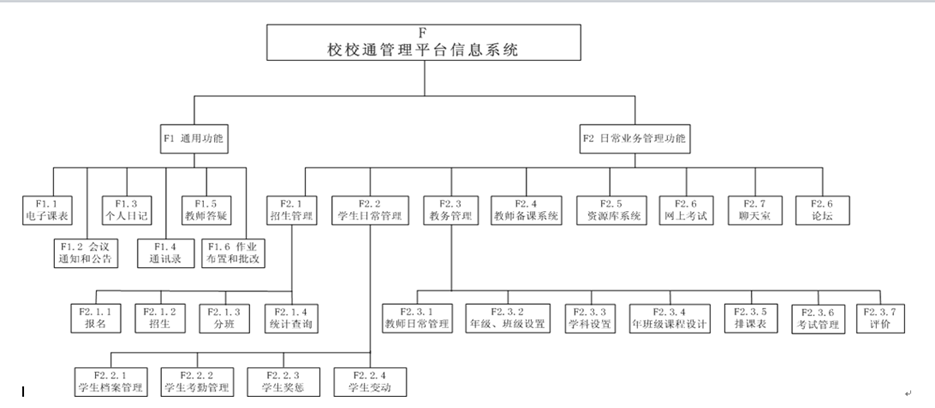 F
校校通管理平台信息系统
F1 通用功能
F2 日常业务管理功能
F1.1
电子课表
F1.3
个人日记
F1.5
教师答疑
F2.1
招生管理
F2.2
学生日常管理
F2.3
教务管理
F2.4
教师备课系统
F2.5
资源库系统
F2.6
网上考试
F2.7
聊天室
F2.6
论坛
F1.2 会议
通知和公告
F1.4
通讯录
F1.6 作业
布置和批改
F2.1.1
报名
F2.1.2
招生
F2.1.3
分班
F2.1.4
统计查询
F2.3.1
教师日常管理
F2.3.2
年级、班级设置
F2.3.3
学科设置
F2.3.4
年班级课程设计
F2.3.5
排课表
F2.3.6
考试管理
F2.3.7
评价
F2.2.1
学生档案管理
F2.2.2
学生考勤管理
F2.2.3
学生奖惩
F2.2.4
学生变动